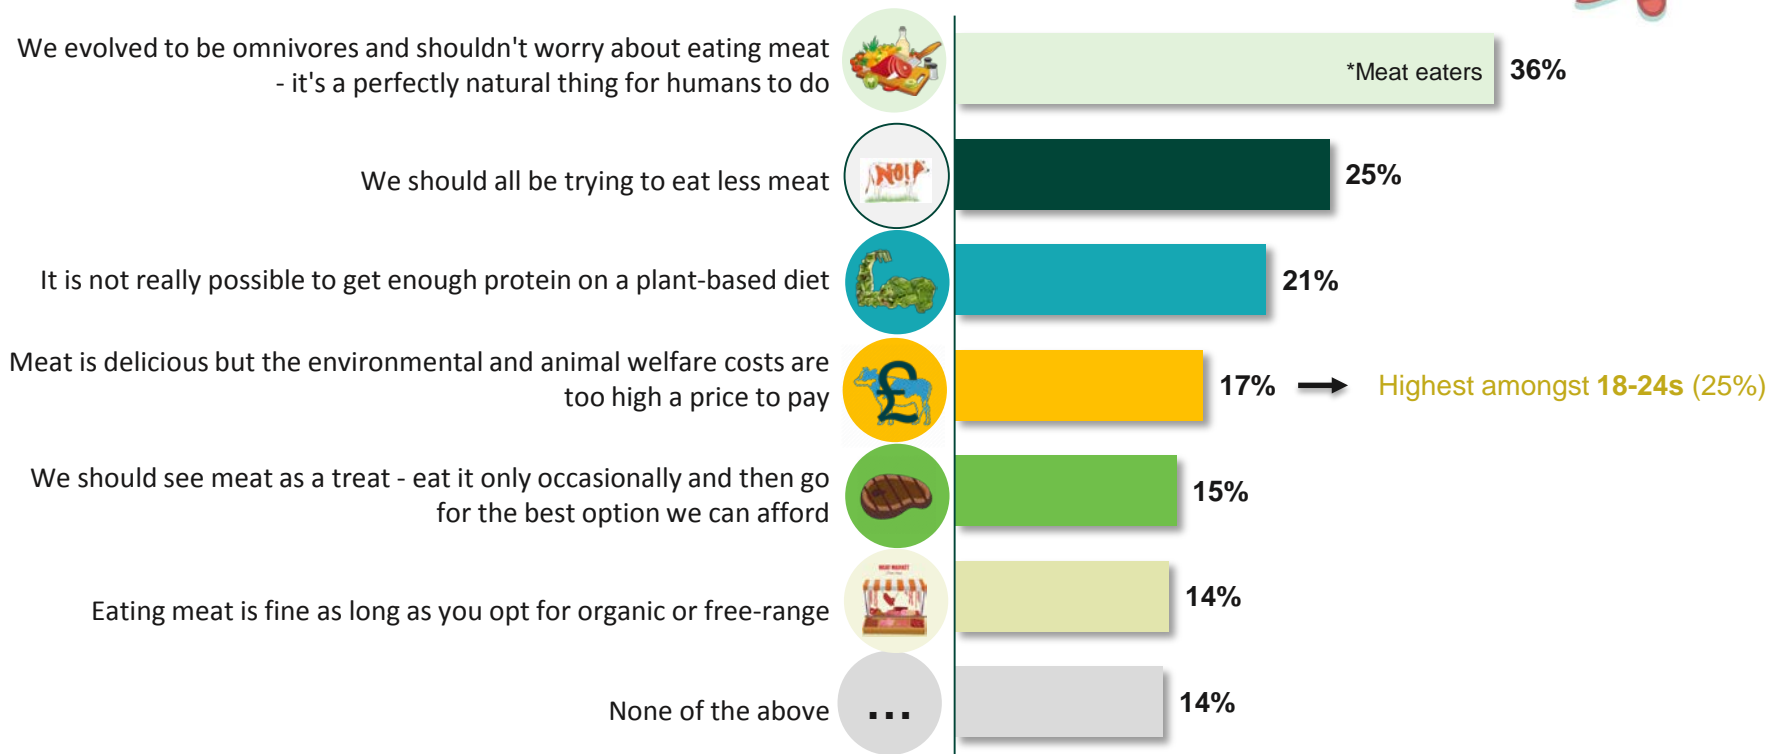 We evolved to be omnivores and shouldn't worry about eating meat
- it's a perfectly natural thing for humans to do
*Meat eaters
36%
We should all be trying to eat less meat
NO!
25%
It is not really possible to get enough protein on a plant-based diet
21%
Meat is delicious but the environmental and animal welfare costs are
too high a price to pay
£
17%
Highest amongst 18-24s (25%)
We should see meat as a treat - eat it only occasionally and then go
for the best option we can afford
15%
Eating meat is fine as long as you opt for organic or free-range
MEAT MARKET
14%
None of the above
...
14%